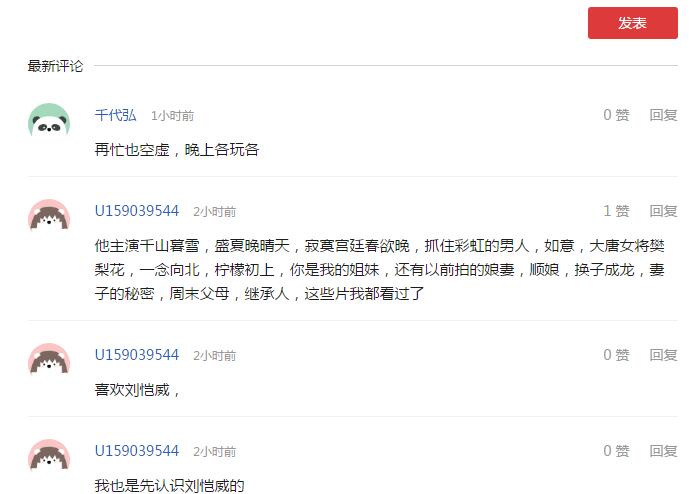 发表
最新评论
千代弘 1小时前 0 赞 回复
再忙也空虚，晚上各玩各
U159039544 2小时前 1 赞 回复
他主演千山暮雪，盛夏晚晴天，寂寞宫廷春欲晚，抓住彩虹的男人，如意，大唐女将樊
梨花，一念向北，柠檬初上，你是我的姐妹，还有以前拍的娘妻，顺娘，换子成龙，妻
子的秘密，周末父母，继承人，这些片我都看过了
U159039544 2小时前 0 赞 回复
喜欢刘恺威，
U159039544 2小时前 0 赞 回复
我也是先认识刘恺威的